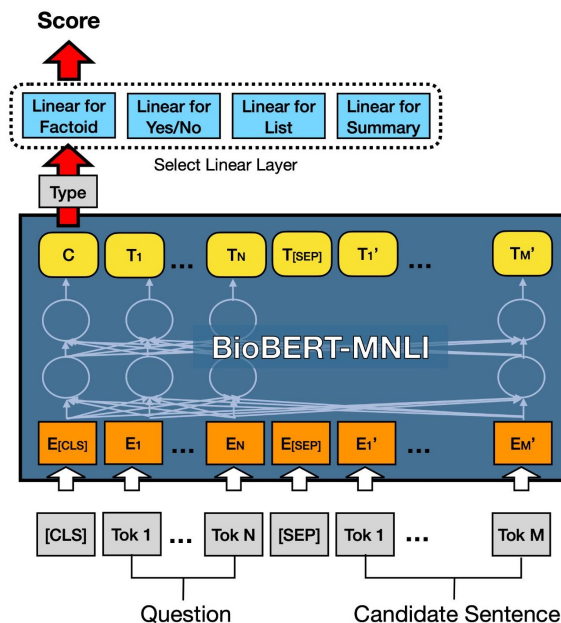 Score
Linear for Factoid
Linear for Yes/No
Linear for List
Linear for Summary
Select Linear Layer
Type
C T1 ... TN T[SEP] T1' ... TM'
BioBERT-MNLI
E[CLS] E1 ... EN E[SEP] E1' ... EM'
[CLS] Tok 1 ... Tok N [SEP] Tok 1 ... Tok M
Question Candidate Sentence